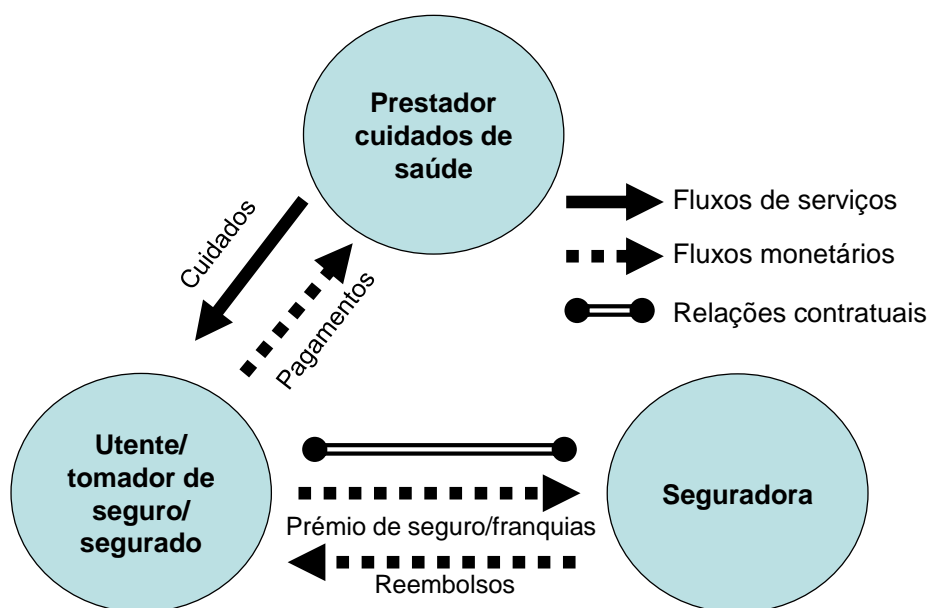 Prestador
cuidados de
saúde
Fluxos de serviços
Fluxos monetários
Relações contratuais
Cuidados
Pagamentos
Utente/
tomador de
seguro/
segurado
Prémio de seguro/franquias
Reembolsos
Seguradora